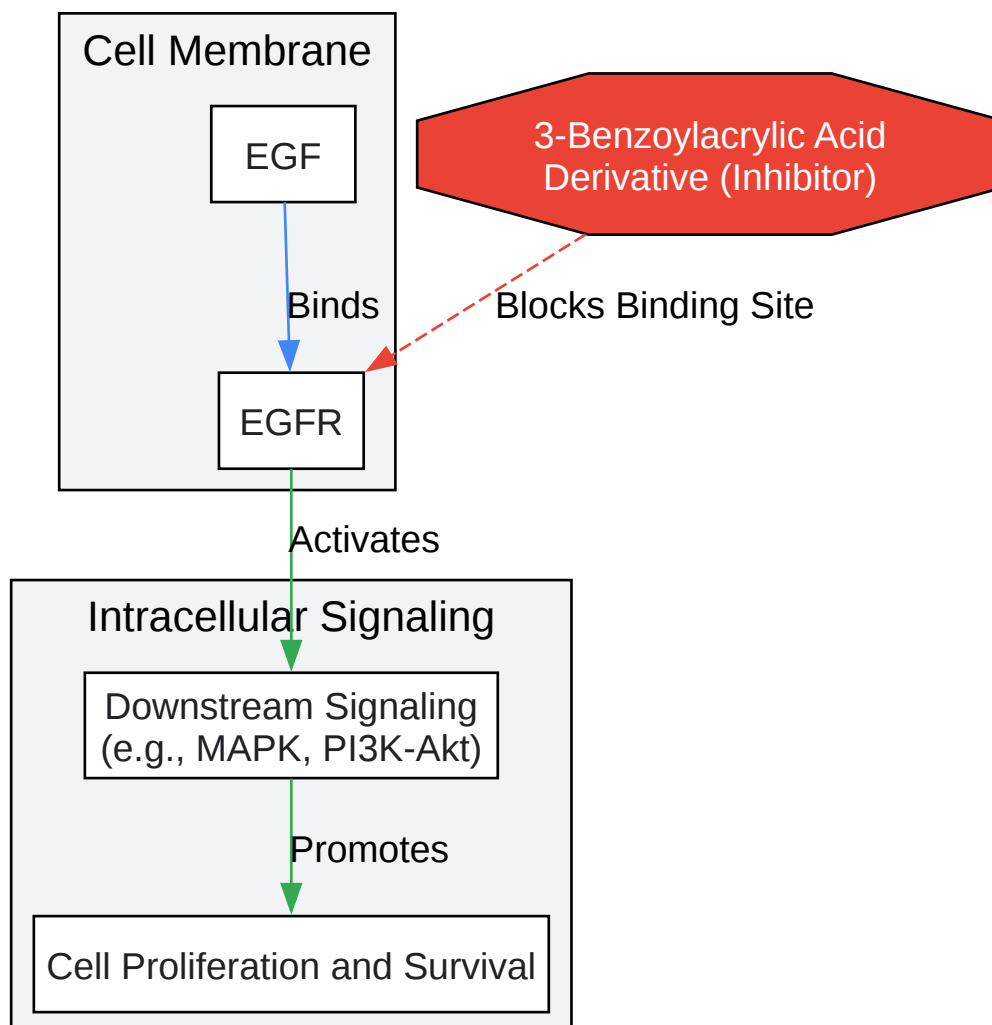 Cell Membrane
EGF
3-Benzoylacrylic Acid
Derivative (Inhibitor)
Binds
Blocks Binding Site
EGFR
Activates
Intracellular Signaling
Downstream Signaling
(e.g., MAPK, PI3K-Akt)
Promotes
Cell Proliferation and Survival